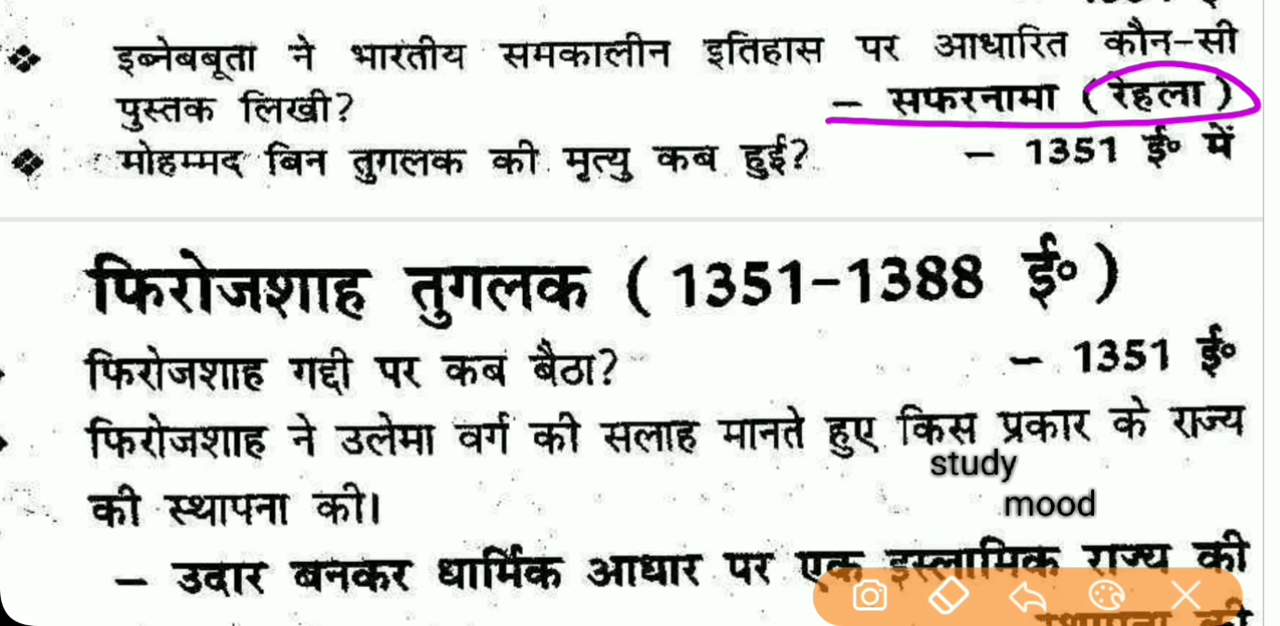 इब्नेबबूता ने भारतीय समकालीन इतिहास पर आधारित कौन-सी
पुस्तक लिखी? – सफरनामा (रेहला)
मोहम्मद बिन तुगलक की मृत्यु कब हुई? – 1351 ई० में
फिरोजशाह तुगलक (1351-1388 ई०)
फिरोजशाह गद्दी पर कब बैठा? – 1351 ई०
फिरोजशाह ने उलेमा वर्ग की सलाह मानते हुए किस प्रकार के राज्य
study
की स्थापना की।
mood
– उदार बनकर धार्मिक आधार पर एक इस्लामिक राज्य की